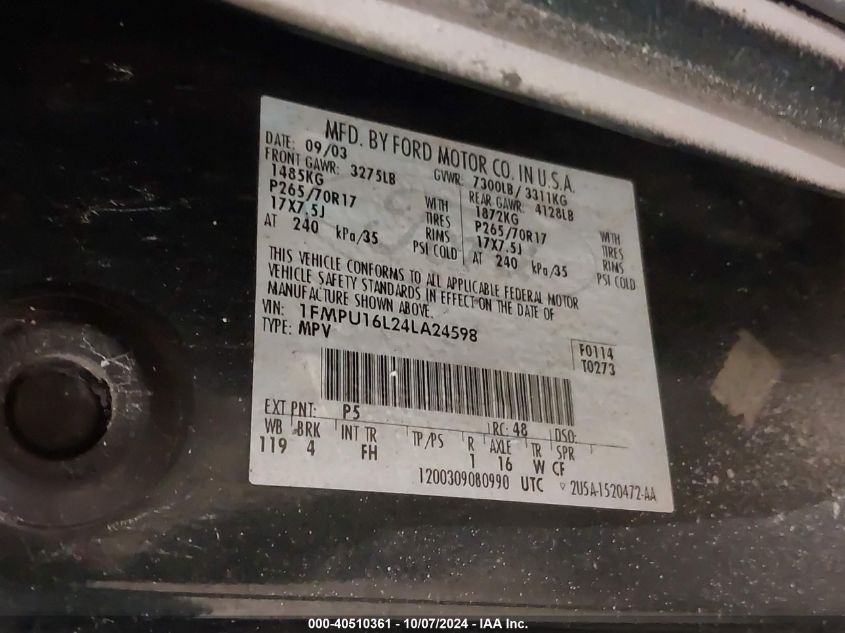 MFD. BY FORD MOTOR CO. IN U.S.A.
DATE: 09/03 GVWR: 7300LB/3311KG
FRONT GAWR: 3275LB REAR GAWR: 4128LB
1485KG WITH 1872KG WITH
P265/70R17 TIRES P265/70R17 TIRES
17X7.5J RIMS 17X7.5J RIMS
AT 240 kPa/35 PSI COLD AT 240 kPa/35 PSI COLD
THIS VEHICLE CONFORMS TO ALL APPLICABLE FEDERAL MOTOR
VEHICLE SAFETY STANDARDS IN EFFECT ON THE DATE OF
MANUFACTURE SHOWN ABOVE.
VIN: 1FMPU16L24LA24598
TYPE: MPV
F0114
T0273
EXT PNT: P5 RC: 48 DSO:
WB BRK INT TR TP/PS R AXLE TR SPR
119 4 FH 1 16 W CF
1200309080990 UTC ▽ 2U5A-1520472-AA
000-40510361 - 10/07/2024 - IAA Inc.